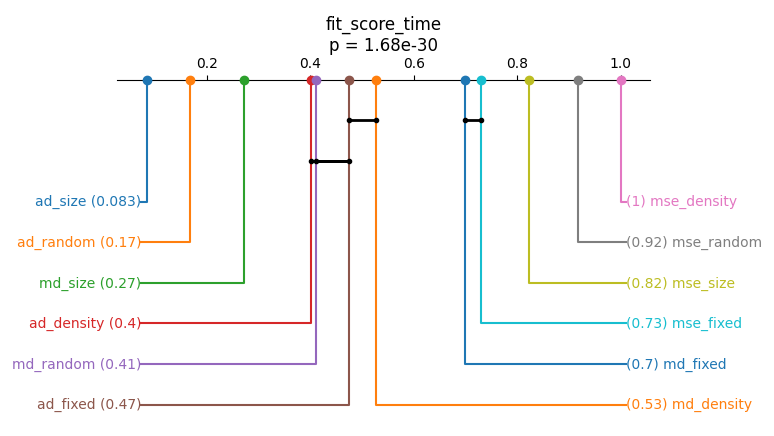 fit_score_time
p = 1.68e-30
0.2 0.4 0.6 0.8 1.0
ad_size (0.083) (1) mse_density
ad_random (0.17) (0.92) mse_random
md_size (0.27) (0.82) mse_size
ad_density (0.4) (0.73) mse_fixed
md_random (0.41) (0.7) md_fixed
ad_fixed (0.47) (0.53) md_density